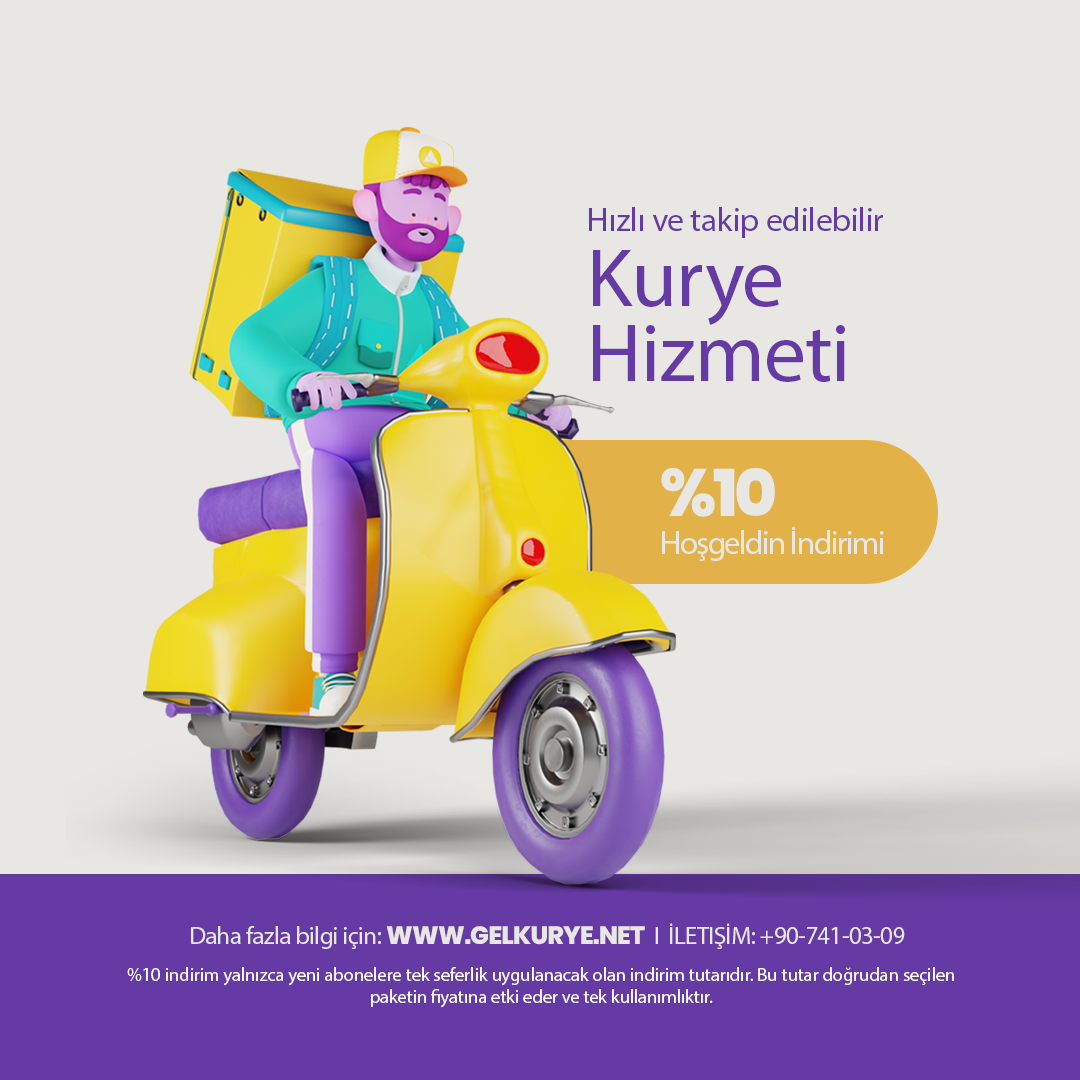 Hızlı ve takip edilebilir
Kurye
Hizmeti
%10
Hoşgeldin İndirimi
Daha fazla bilgi için: WWW.GELKURYE.NET I İLETİŞİM: +90-741-03-09
%10 indirim yalnızca yeni abonelere tek seferlik uygulanacak olan indirim tutarıdır. Bu tutar doğrudan seçilen
paketin fiyatına etki eder ve tek kullanımlıktır.